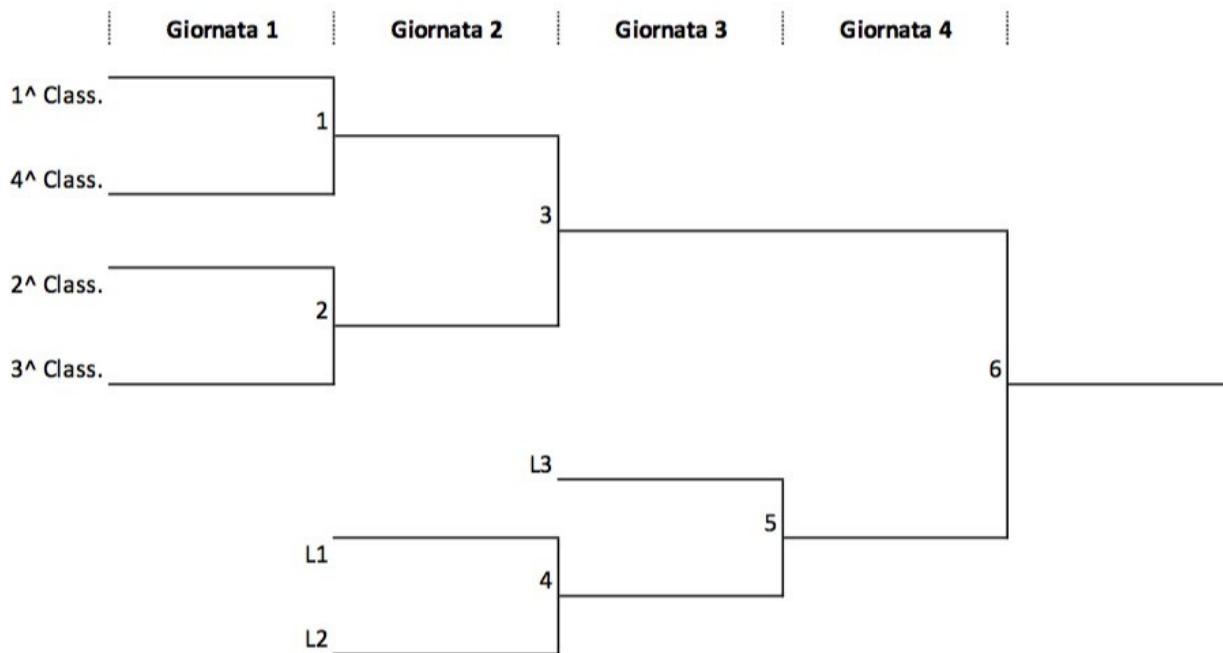 Giornata 1 Giornata 2 Giornata 3 Giornata 4
1^ Class.
1
4^ Class.
3
2^ Class.
2
3^ Class.
6
L3
5
L1
4
L2